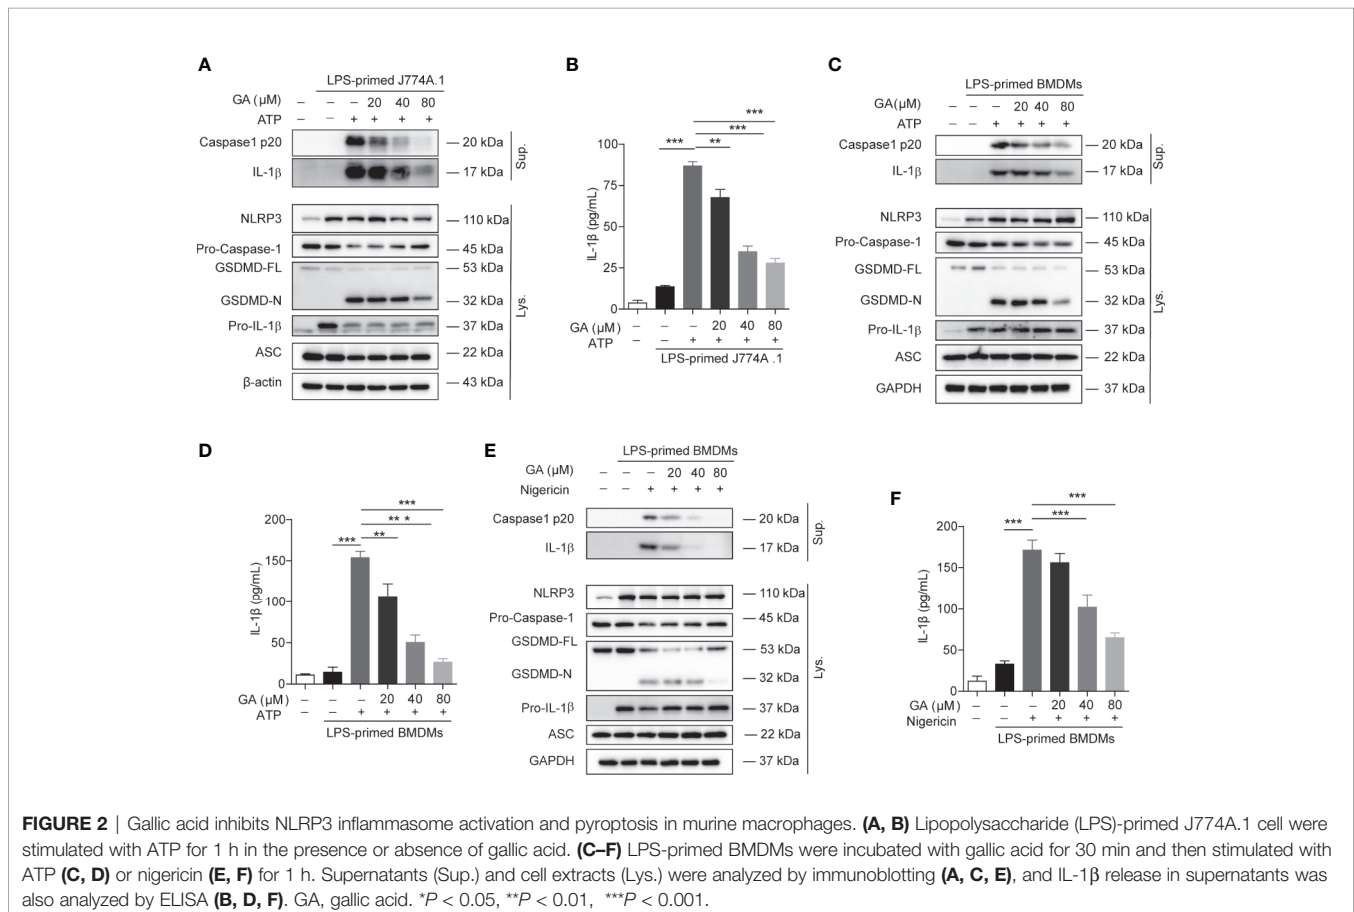 A
LPS-primed J774A.1
GA (μM) – – – 20 40 80
ATP – – + + + +
Caspase1 p20 — 20 kDa
IL-1β — 17 kDa
Sup.
NLRP3 — 110 kDa
Pro-Caspase-1 — 45 kDa
GSDMD-FL — 53 kDa
GSDMD-N — 32 kDa
Pro-IL-1β — 37 kDa
ASC — 22 kDa
β-actin — 43 kDa
Lys.
B
***
***
*** **
100
75
50
25
0
IL-1β (pg/mL)
GA (μM) – – – 20 40 80
ATP – – + + + +
LPS-primed J774A .1
C
LPS-primed BMDMs
GA(μM) – – – 20 40 80
ATP – – + + + +
Caspase1 p20 — 20 kDa
IL-1β — 17 kDa
Sup.
NLRP3 — 110 kDa
Pro-Caspase-1 — 45 kDa
GSDMD-FL — 53 kDa
GSDMD-N — 32 kDa
Pro-IL-1β — 37 kDa
ASC — 22 kDa
GAPDH — 37 kDa
Lys.
D
***
** *
*** **
200
150
100
50
0
IL-1β (pg/mL)
GA (μM) – – – 20 40 80
ATP – – + + + +
LPS-primed BMDMs
E
LPS-primed BMDMs
GA (μM) – – – 20 40 80
Nigericin – – + + + +
Caspase1 p20 — 20 kDa
IL-1β — 17 kDa
Sup.
NLRP3 — 110 kDa
Pro-Caspase-1 — 45 kDa
GSDMD-FL — 53 kDa
GSDMD-N — 32 kDa
Pro-IL-1β — 37 kDa
ASC — 22 kDa
GAPDH — 37 kDa
Lys.
F
***
***
***
200
150
100
50
0
IL-1β (pg/mL)
GA (μM) – – – 20 40 80
Nigericin – – + + + +
LPS-primed BMDMs
FIGURE 2 | Gallic acid inhibits NLRP3 inflammasome activation and pyroptosis in murine macrophages. (A, B) Lipopolysaccharide (LPS)-primed J774A.1 cell were
stimulated with ATP for 1 h in the presence or absence of gallic acid. (C–F) LPS-primed BMDMs were incubated with gallic acid for 30 min and then stimulated with
ATP (C, D) or nigericin (E, F) for 1 h. Supernatants (Sup.) and cell extracts (Lys.) were analyzed by immunoblotting (A, C, E), and IL-1β release in supernatants was
also analyzed by ELISA (B, D, F). GA, gallic acid. *P < 0.05, **P < 0.01, ***P < 0.001.